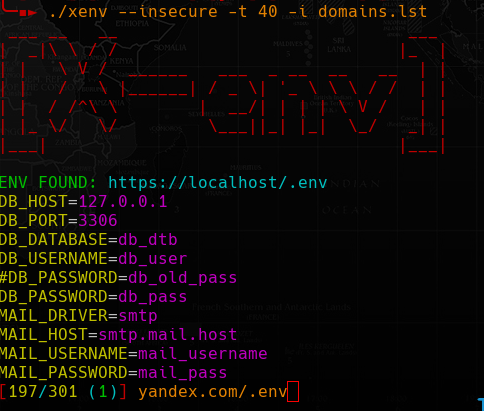 ./xenv --insecure -t 40 -i domains.lst
[X-env]
ENV FOUND: https://localhost/.env
DB_HOST=127.0.0.1
DB_PORT=3306
DB_DATABASE=db_dtb
DB_USERNAME=db_user
#DB_PASSWORD=db_old_pass
DB_PASSWORD=db_pass
MAIL_DRIVER=smtp
MAIL_HOST=smtp.mail.host
MAIL_USERNAME=mail_username
MAIL_PASSWORD=mail_pass
[197/301 (1)] yandex.com/.env